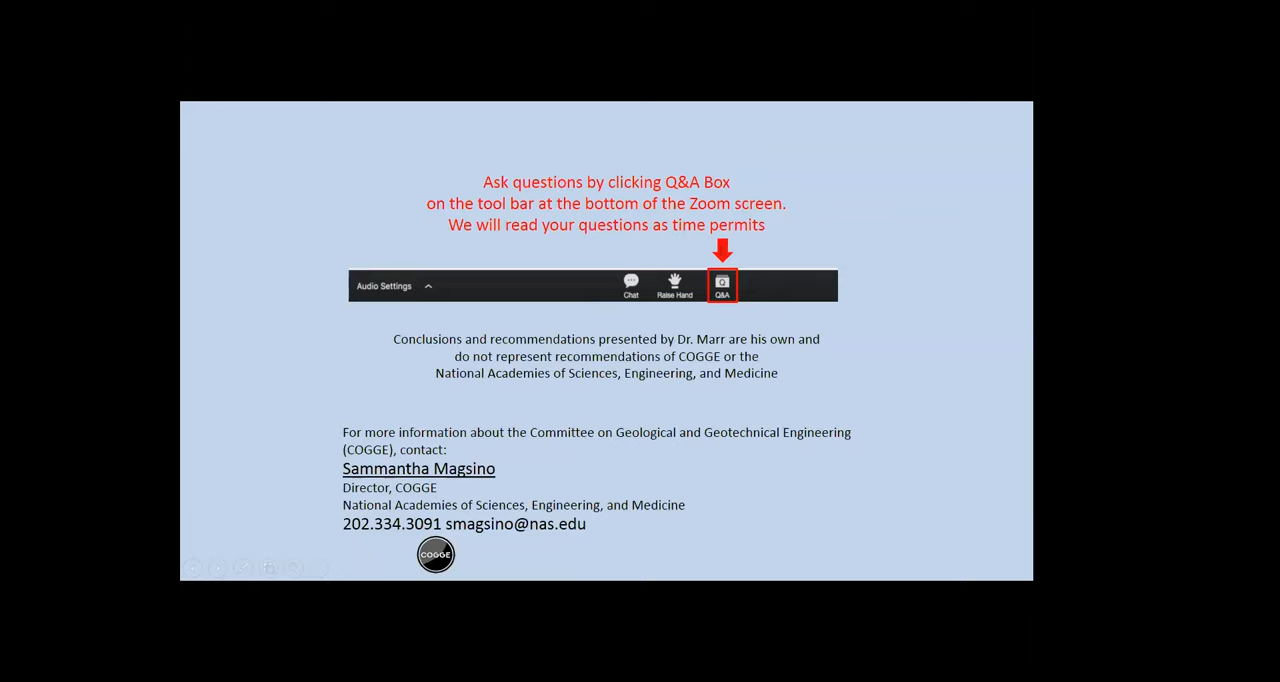 Ask questions by clicking Q&A Box
on the tool bar at the bottom of the Zoom screen.
We will read your questions as time permits
Audio Settings
Chat
Raise Hand
Q
Q&A
Conclusions and recommendations presented by Dr. Marr are his own and
do not represent recommendations of COGGE or the
National Academies of Sciences, Engineering, and Medicine
For more information about the Committee on Geological and Geotechnical Engineering
(COGGE), contact:
Sammantha Magsino
Director, COGGE
National Academies of Sciences, Engineering, and Medicine
202.334.3091 smagsino@nas.edu
COGGE